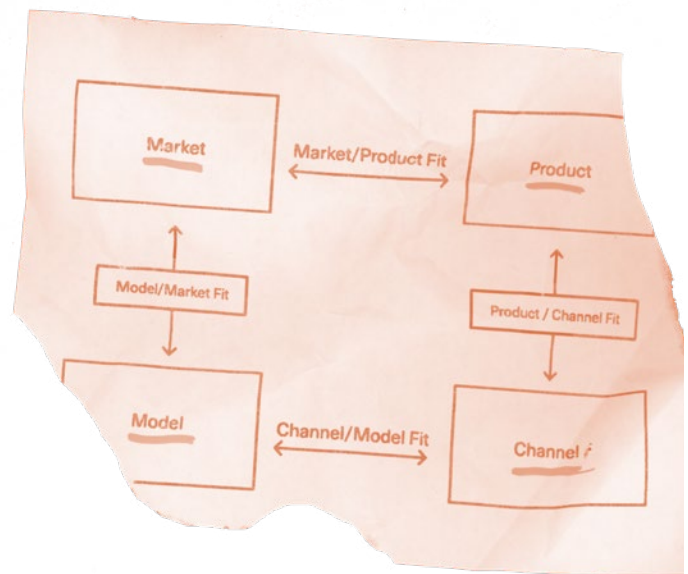 Market
Market/Product Fit
Product
Model/Market Fit
Product / Channel Fit
Model
Channel/Model Fit
Channel